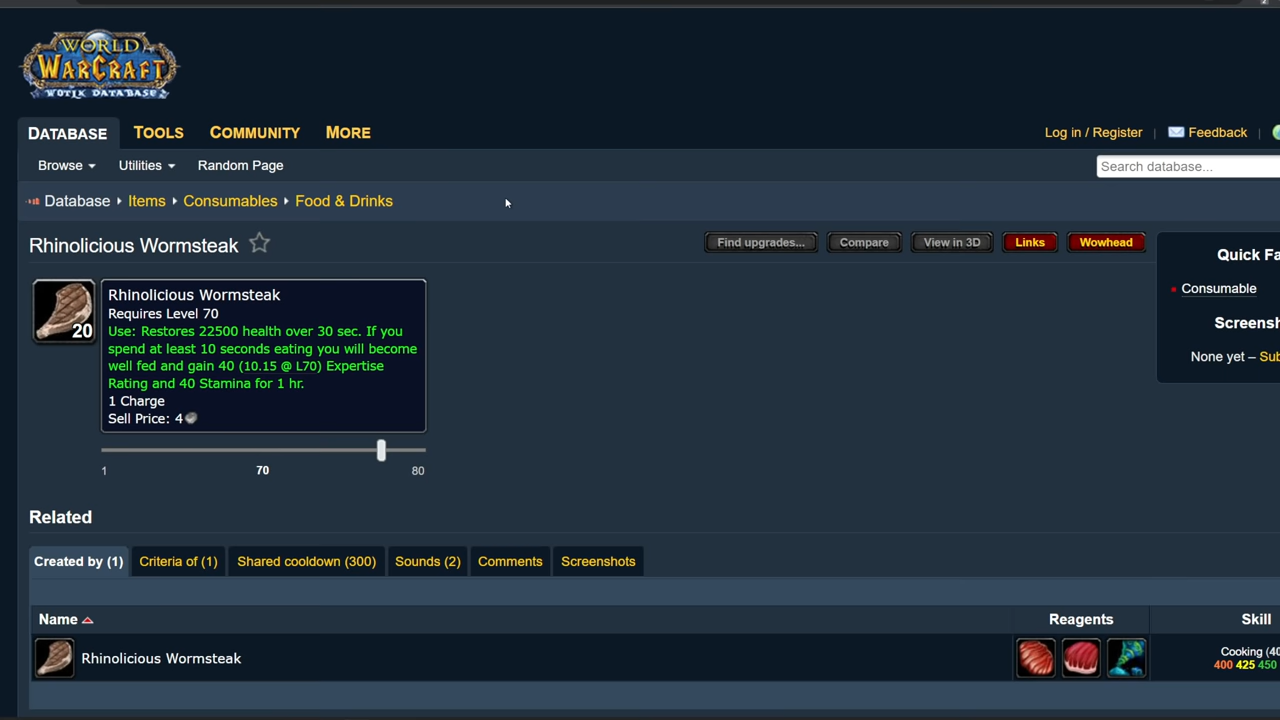 WORLD
WARCRAFT
WOTLK DATABASE
DATABASE
TOOLS
COMMUNITY
MORE
Log in / Register
Feedback
Browse
Utilities
Random Page
Search database...
Database
Items
Consumables
Food & Drinks
Rhinolicious Wormsteak
Find upgrades...
Compare
View in 3D
Links
Wowhead
20
Rhinolicious Wormsteak
Requires Level 70
Use: Restores 22500 health over 30 sec. If you
spend at least 10 seconds eating you will become
well fed and gain 40 (10.15 @ L70) Expertise
Rating and 40 Stamina for 1 hr.
1 Charge
Sell Price: 4
1
70
80
Quick Fa
Consumable
Screensh
None yet – Sub
Related
Created by (1)
Criteria of (1)
Shared cooldown (300)
Sounds (2)
Comments
Screenshots
Name
Reagents
Skill
Rhinolicious Wormsteak
Cooking (40
400 425 450